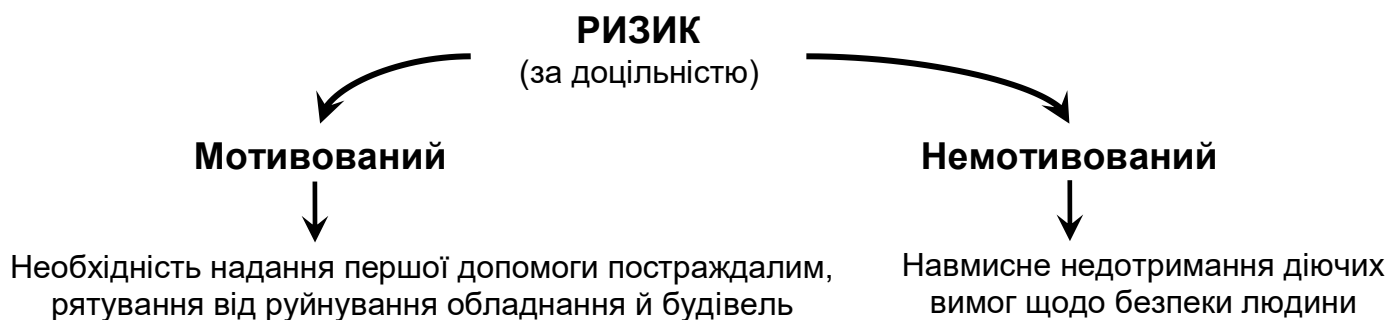 РИЗИК
(за доцільністю)
Мотивований
Немотивований
Необхідність надання першої допомоги постраждалим,
рятування від руйнування обладнання й будівель
Навмисне недотримання діючих
вимог щодо безпеки людини